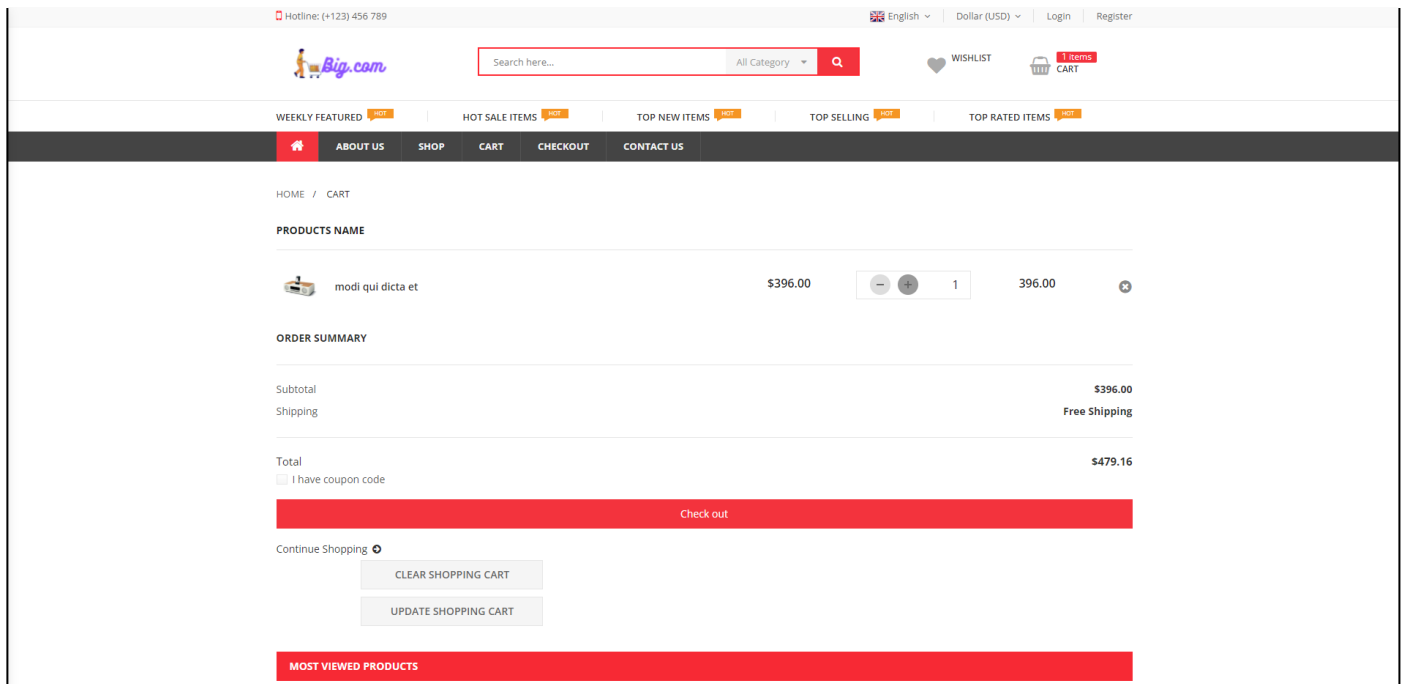 Hotline: (+123) 456 789 English Dollar (USD) Login Register
Big.com Search here... All Category WISHLIST 1 items CART
WEEKLY FEATURED HOT HOT SALE ITEMS HOT TOP NEW ITEMS HOT TOP SELLING HOT TOP RATED ITEMS HOT
ABOUT US SHOP CART CHECKOUT CONTACT US
HOME / CART
PRODUCTS NAME
modi qui dicta et $396.00 − + 1 396.00
ORDER SUMMARY
Subtotal $396.00
Shipping Free Shipping
Total $479.16
I have coupon code
Check out
Continue Shopping
CLEAR SHOPPING CART
UPDATE SHOPPING CART
MOST VIEWED PRODUCTS